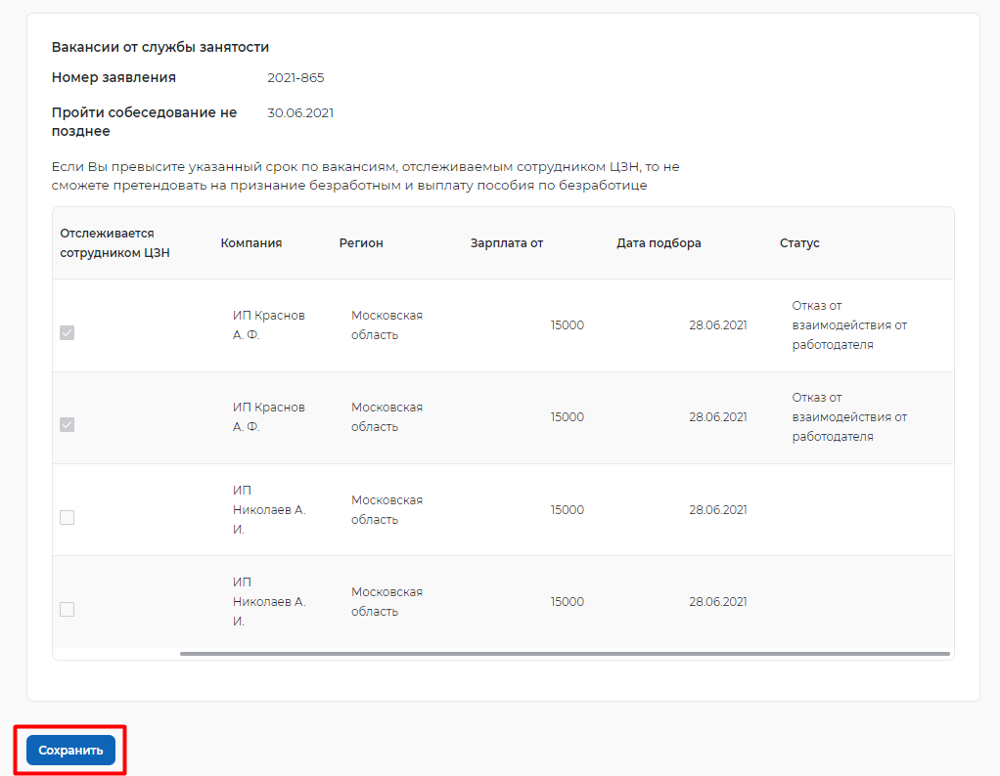 Вакансии от службы занятости
Номер заявления 2021-865
Пройти собеседование не 30.06.2021
позднее
Если Вы превысите указанный срок по вакансиям, отслеживаемым сотрудником ЦЗН, то не
сможете претендовать на признание безработным и выплату пособия по безработице
Отслеживается
сотрудником ЦЗН
Компания
Регион
Зарплата от
Дата подбора
Статус
ИП Краснов
А. Ф.
Московская
область
15000
28.06.2021
Отказ от
взаимодействия от
работодателя
ИП Краснов
А. Ф.
Московская
область
15000
28.06.2021
Отказ от
взаимодействия от
работодателя
ИП
Николаев А.
И.
Московская
область
15000
28.06.2021
ИП
Николаев А.
И.
Московская
область
15000
28.06.2021
Сохранить